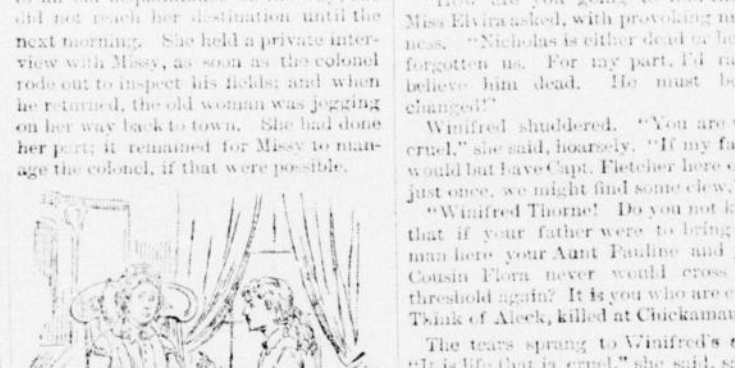 did not reach her destination until the
next morning. She held a private inter-
view with Missy, as soon as the colonel
rode out to inspect his fields; and when
he returned, the old woman was jogging
on her way back to town. She had done
her part; it remained for Missy to man-
age the colonel, if that were possible.
Miss Elvira asked, with provoking
ness. "Nicholas is either dead or
forgotten us. For my part, I'd
believe him dead. He must
changed!"
Winifred shuddered. "You are
cruel," she said, hoarsely. "If my
would but have Capt. Fletcher here
just once, we might find some clew.
"Winifred Thorne! Do you not
that if your father were to bring
man here your Aunt Pauline and
Cousin Flora never would cross
threshold again? It is you who are
Think of Aleck, killed at Chickamau
The tears sprang to Winifred's
"It is life that is cruel," she said,